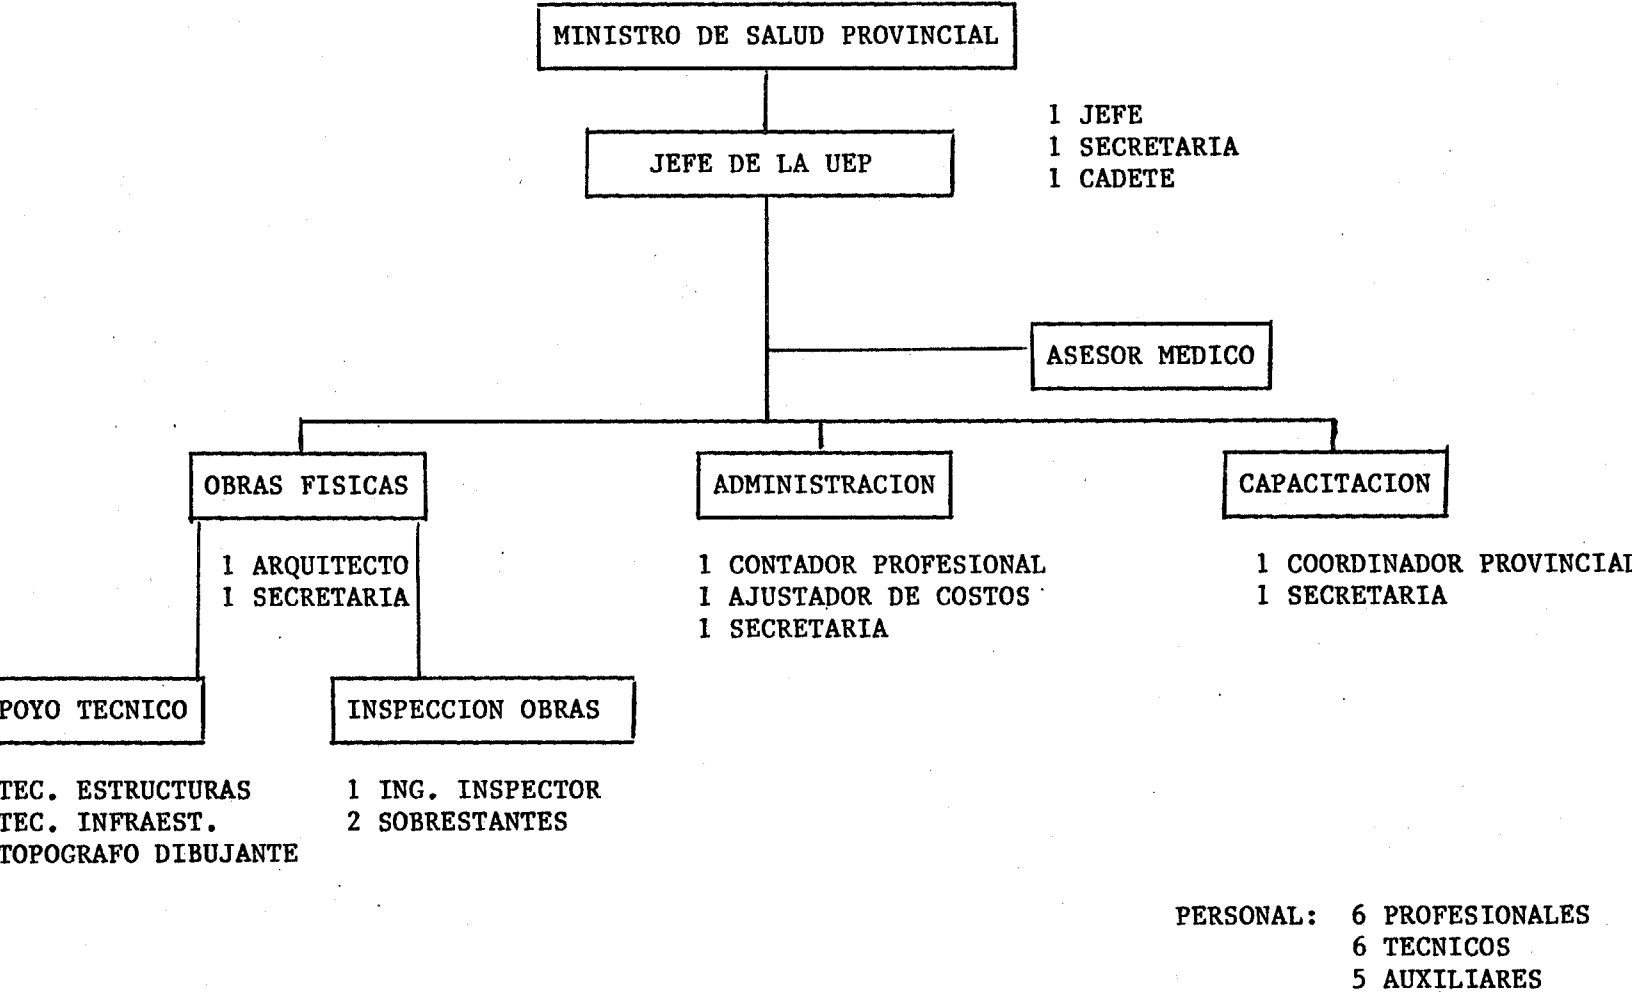 MINISTRO DE SALUD PROVINCIAL
JEFE DE LA UEP
1 JEFE
1 SECRETARIA
1 CADETE
ASESOR MEDICO
OBRAS FISICAS
ADMINISTRACION
CAPACITACION
1 ARQUITECTO
1 SECRETARIA
1 CONTADOR PROFESIONAL
1 AJUSTADOR DE COSTOS
1 SECRETARIA
1 COORDINADOR PROVINCIAL
1 SECRETARIA
POYO TECNICO
INSPECCION OBRAS
TEC. ESTRUCTURAS
TEC. INFRAEST.
TOPOGRAFO DIBUJANTE
1 ING. INSPECTOR
2 SOBRESTANTES
PERSONAL: 6 PROFESIONALES
6 TECNICOS
5 AUXILIARES